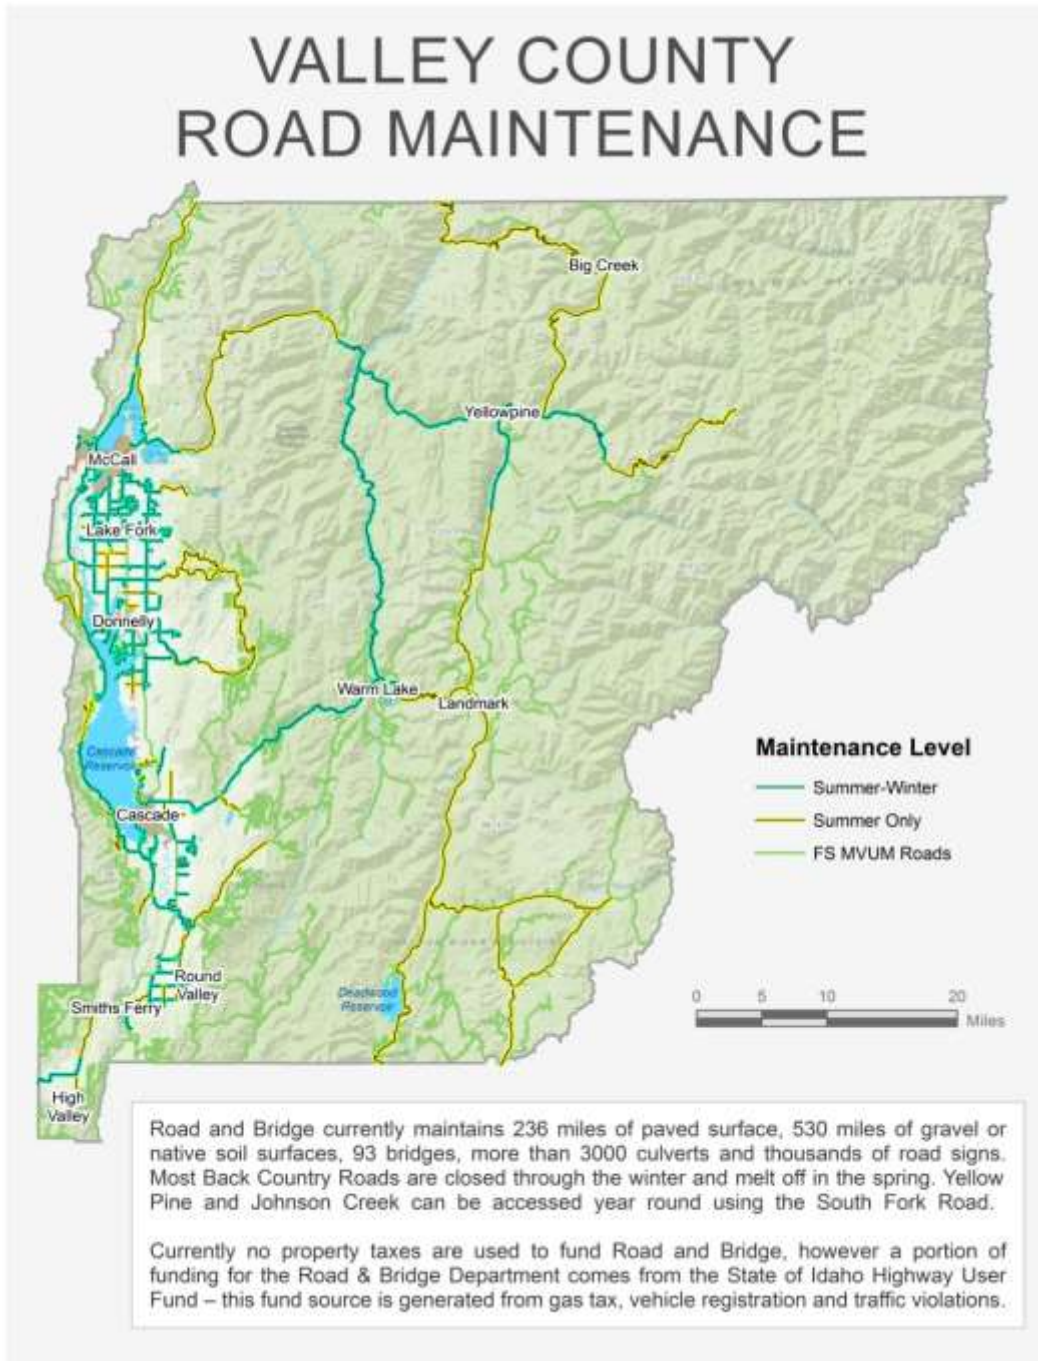 VALLEY COUNTY
ROAD MAINTENANCE
Big Creek
Yellowpine
McCall
Lake Fork
Donnelly
Warm Lake
Landmark
Cascade
Reservoir
Cascade
Round
Valley
Smiths Ferry
Deadwood
Reservoir
High
Valley
Maintenance Level
Summer-Winter
Summer Only
FS MVUM Roads
0 5 10 20
Miles
Road and Bridge currently maintains 236 miles of paved surface, 530 miles of gravel or
native soil surfaces, 93 bridges, more than 3000 culverts and thousands of road signs.
Most Back Country Roads are closed through the winter and melt off in the spring. Yellow
Pine and Johnson Creek can be accessed year round using the South Fork Road.
Currently no property taxes are used to fund Road and Bridge, however a portion of
funding for the Road & Bridge Department comes from the State of Idaho Highway User
Fund – this fund source is generated from gas tax, vehicle registration and traffic violations.